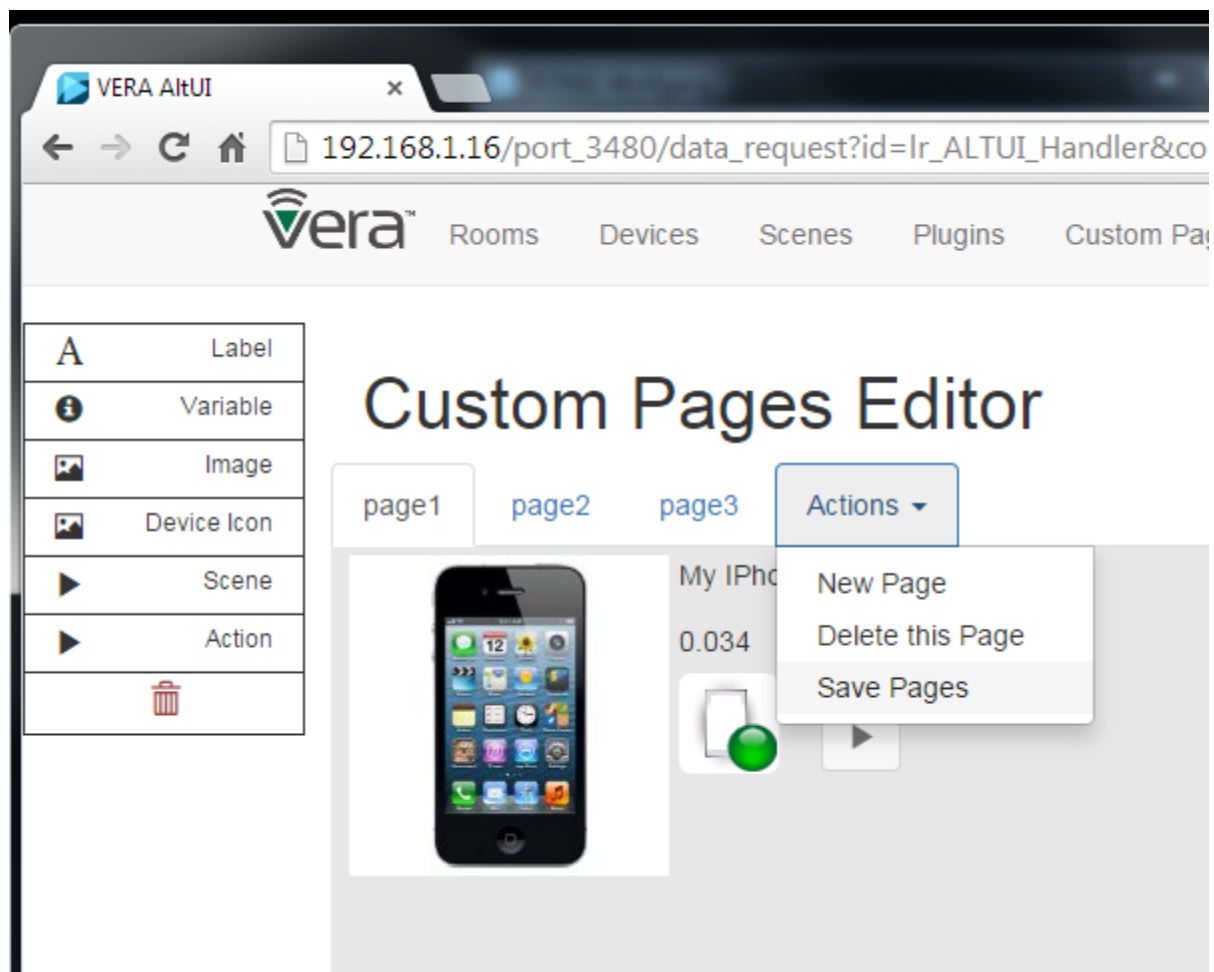 VERA AltUI
192.168.1.16/port_3480/data_request?id=lr_ALTUI_Handler&co
vera™
Rooms Devices Scenes Plugins Custom Pag
Label
Variable
Image
Device Icon
Scene
Action
Custom Pages Editor
page1 page2 page3 Actions
My IPho
0.034
New Page
Delete this Page
Save Pages